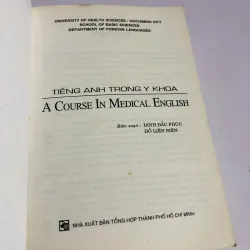 UNIVERSITY OF HEALTH SCIENCES - HOCHIMINH CITY
SCHOOL OF BASIC SCIENCES
DEPARTMENT OF FOREIGN LANGUAGES
TIẾNG ANH TRONG Y KHOA
A COURSE IN MEDICAL ENGLISH
Biên soạn : ĐINH ĐẮC PHÚC
HỒ LIÊN BIỆN
NHÀ XUẤT BẢN TỔNG HỢP THÀNH PHỐ HỒ CHÍ MINH